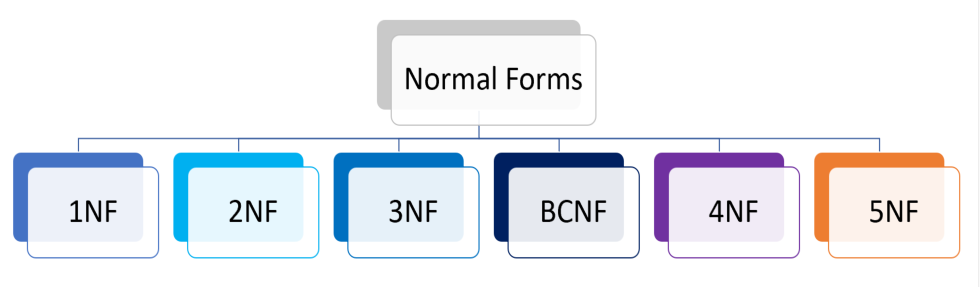 Normal Forms
1NF
2NF
3NF
BCNF
4NF
5NF